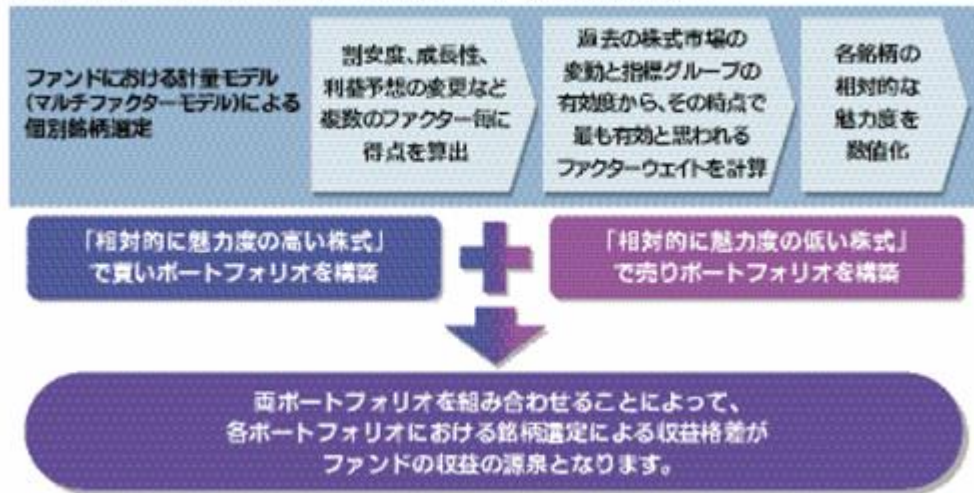 ファンドにおける計量モデル
(マルチファクターモデル)による
個別銘柄選定
割安度、成長性、
利益予想の変更など
複数のファクター毎に
得点を算出
過去の株式市場の
変動と指標グループの
有効度から、その時点で
最も有効と思われる
ファクターウェイトを計算
各銘柄の
相対的な
魅力度を
数値化
「相対的に魅力度の高い株式」
で買いポートフォリオを構築
「相対的に魅力度の低い株式」
で売りポートフォリオを構築
両ポートフォリオを組み合わせることによって、
各ポートフォリオにおける銘柄選定による収益格差が
ファンドの収益の源泉となります。